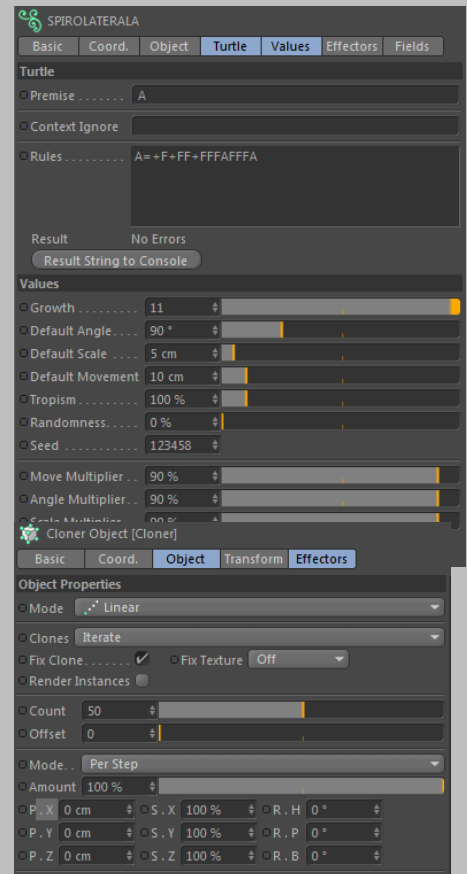 SPIROLATERALA
Basic Coord. Object Turtle Values Effectors Fields
Turtle
Premise . . . . . . . A
Context Ignore
Rules . . . . . . . . . A=+F+FF+FFFAFFFA
Result No Errors
Result String to Console
Values
Growth . . . . . . . . . 11
Default Angle. . . . 90 °
Default Scale . . . . 5 cm
Default Movement 10 cm
Tropism . . . . . . . . . 100 %
Randomness. . . . . 0 %
Seed . . . . . . . . . . . 123458
Move Multiplier . . 90 %
Angle Multiplier. . 90 %
Scale Multiplier 90 %
Cloner Object [Cloner]
Basic Coord. Object Transform Effectors
Object Properties
Mode Linear
Clones Iterate
Fix Clone. . . . . . . Fix Texture Off
Render Instances
Count 50
Offset 0
Mode. . Per Step
Amount 100 %
P . X 0 cm S . X 100 % R . H 0 °
P . Y 0 cm S . Y 100 % R . P 0 °
P . Z 0 cm S . Z 100 % R . B 0 °